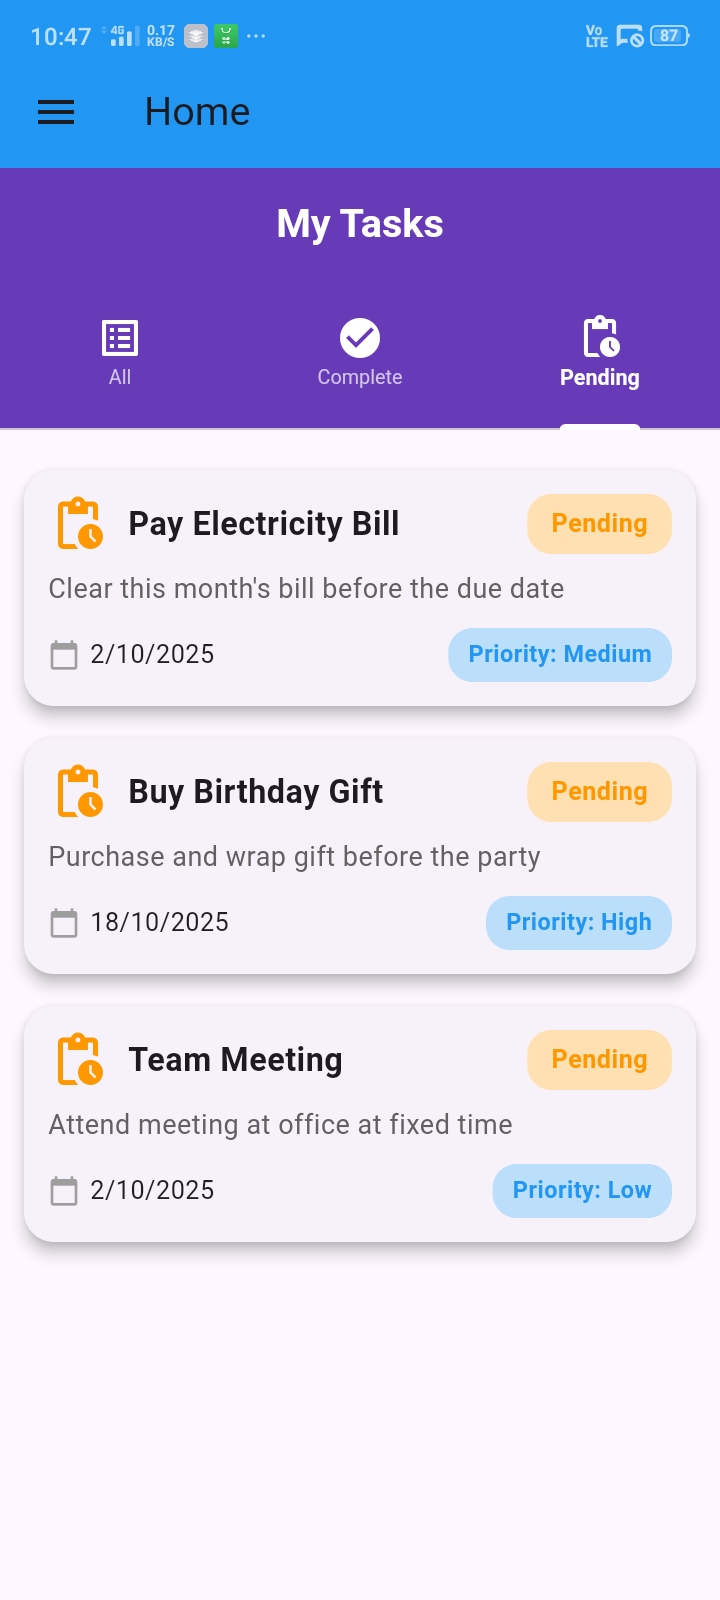 10:47 4G 0.17 KB/S ... Vo LTE 87
Home
My Tasks
All Complete Pending
Pay Electricity Bill Pending
Clear this month's bill before the due date
2/10/2025 Priority: Medium
Buy Birthday Gift Pending
Purchase and wrap gift before the party
18/10/2025 Priority: High
Team Meeting Pending
Attend meeting at office at fixed time
2/10/2025 Priority: Low